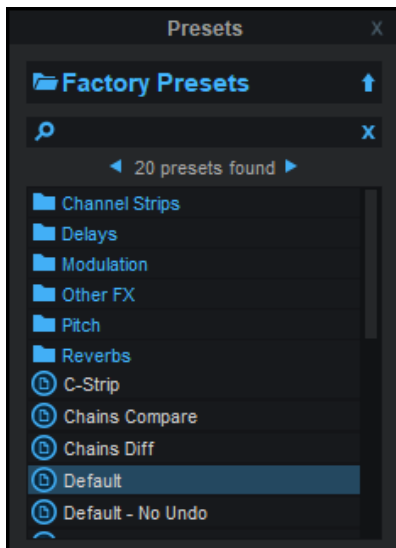 Presets X
Factory Presets
X
20 presets found
Channel Strips
Delays
Modulation
Other FX
Pitch
Reverbs
C-Strip
Chains Compare
Chains Diff
Default
Default - No Undo